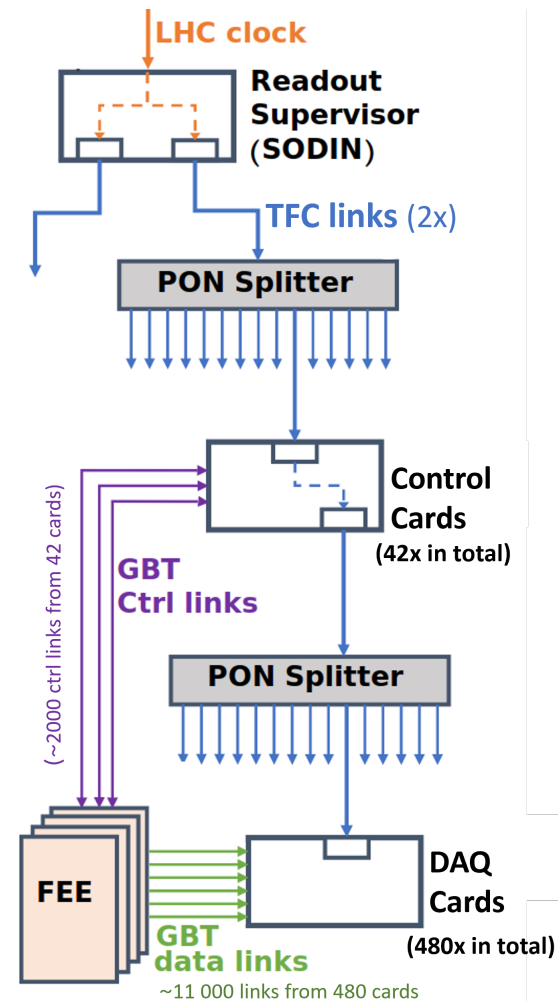 LHC clock
Readout
Supervisor
(SODIN)
TFC links (2x)
PON Splitter
Control
Cards
(42x in total)
GBT
Ctrl links
(~2000 ctrl links from 42 cards)
PON Splitter
FEE
DAQ
Cards
(480x in total)
GBT
data links
~11 000 links from 480 cards